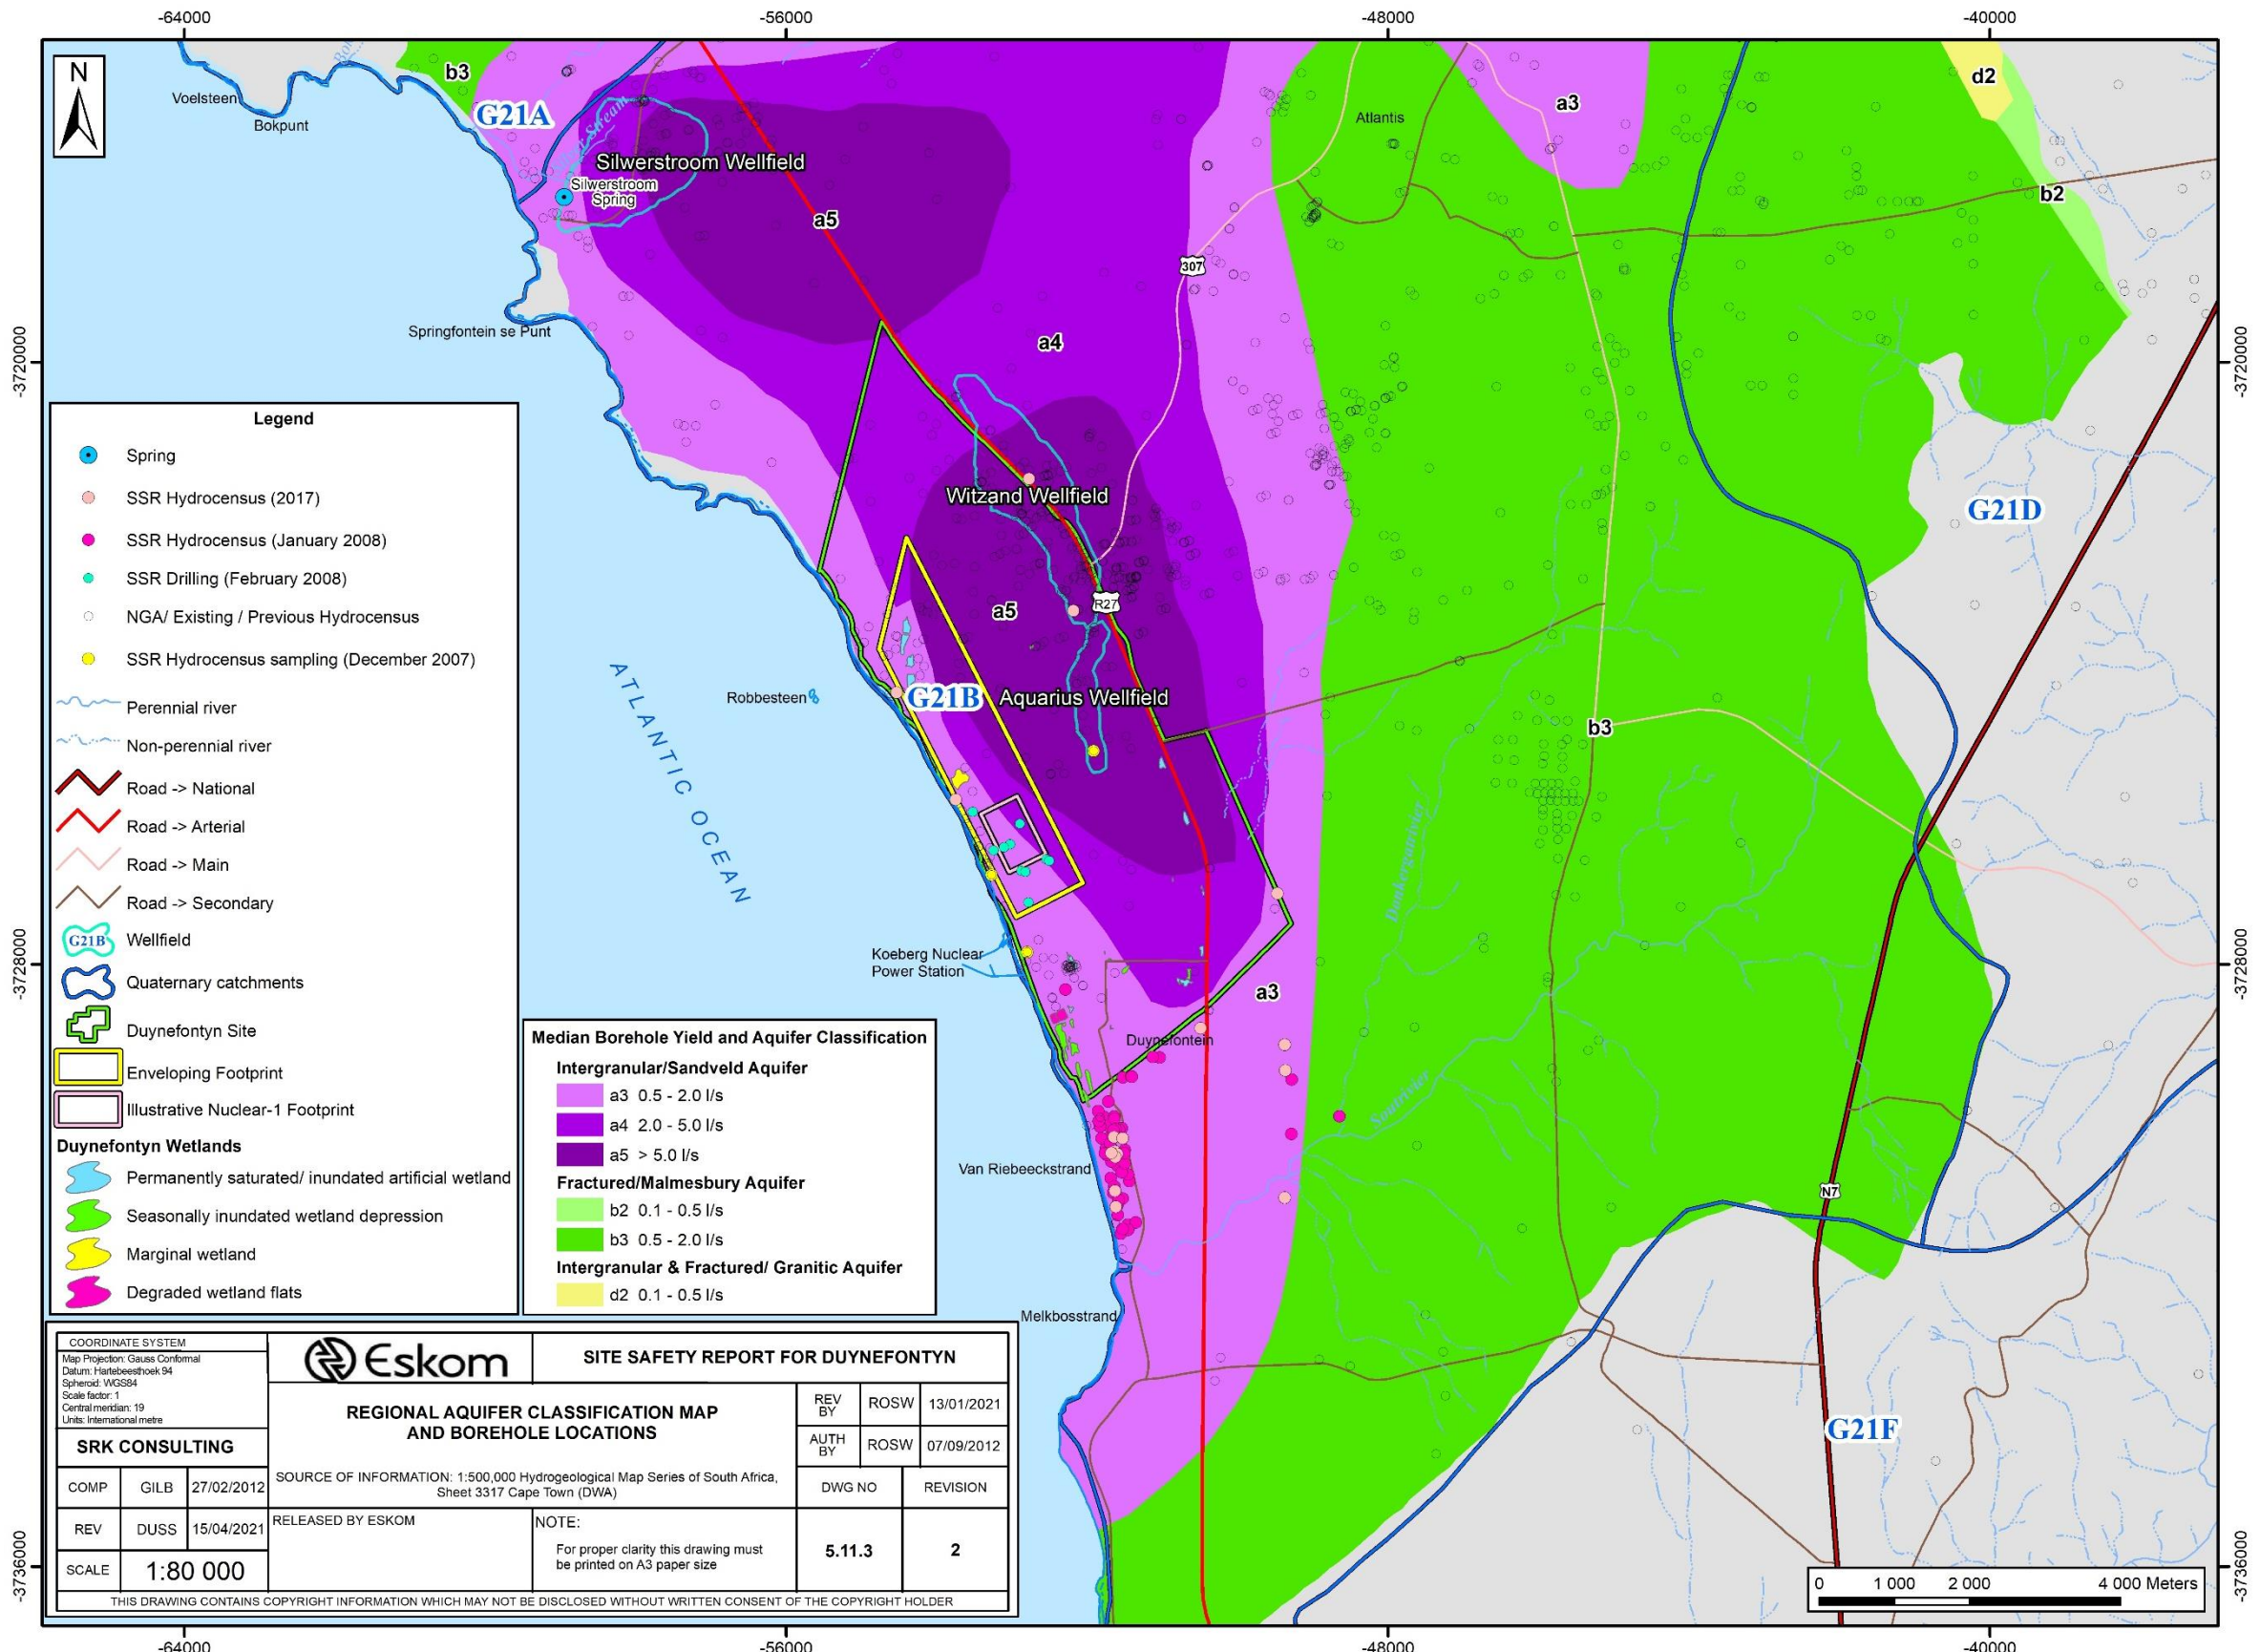 -64000
-56000
-48000
-40000
N
Voelsteen
Bokpunt
b3
G21A
Silwerstroom Wellfield
Silwerstroom
Spring
a5
Atlantis
a3
d2
b2
307
Springfontein se Punt
a4
-3720000
-3720000
Legend
Spring
SSR Hydrocensus (2017)
SSR Hydrocensus (January 2008)
SSR Drilling (February 2008)
NGA/ Existing / Previous Hydrocensus
SSR Hydrocensus sampling (December 2007)
Perennial river
Non-perennial river
Road -> National
Road -> Arterial
Road -> Main
Road -> Secondary
G21B
Wellfield
Quaternary catchments
Duynefontyn Site
Enveloping Footprint
Illustrative Nuclear-1 Footprint
Duynefontyn Wetlands
Permanently saturated/ inundated artificial wetland
Seasonally inundated wetland depression
Marginal wetland
Degraded wetland flats
Witzand Wellfield
G21D
a5
R27
Robbesteen
G21B
Aquarius Wellfield
ATLANTIC OCEAN
b3
Donkergatrivier
Koeberg Nuclear
Power Station
-3728000
-3728000
a3
Duynefontein
Soutrivier
Van Riebeeckstrand
N7
Melkbosstrand
G21F
Median Borehole Yield and Aquifer Classification
Intergranular/Sandveld Aquifer
a3 0.5 - 2.0 l/s
a4 2.0 - 5.0 l/s
a5 > 5.0 l/s
Fractured/Malmesbury Aquifer
b2 0.1 - 0.5 l/s
b3 0.5 - 2.0 l/s
Intergranular & Fractured/ Granitic Aquifer
d2 0.1 - 0.5 l/s
COORDINATE SYSTEM
Map Projection: Gauss Conformal
Datum: Hartebeesthoek 94
Spheroid: WGS84
Scale factor: 1
Central meridian: 19
Units: International metre
SRK CONSULTING
COMP GILB 27/02/2012
REV DUSS 15/04/2021
SCALE 1:80 000
Eskom
SITE SAFETY REPORT FOR DUYNEFONTYN
REGIONAL AQUIFER CLASSIFICATION MAP
AND BOREHOLE LOCATIONS
SOURCE OF INFORMATION: 1:500,000 Hydrogeological Map Series of South Africa,
Sheet 3317 Cape Town (DWA)
REV BY ROSW 13/01/2021
AUTH BY ROSW 07/09/2012
DWG NO REVISION
5.11.3 2
RELEASED BY ESKOM
NOTE:
For proper clarity this drawing must
be printed on A3 paper size
THIS DRAWING CONTAINS COPYRIGHT INFORMATION WHICH MAY NOT BE DISCLOSED WITHOUT WRITTEN CONSENT OF THE COPYRIGHT HOLDER
-3736000
-3736000
0 1 000 2 000 4 000 Meters
-64000
-56000
-48000
-40000